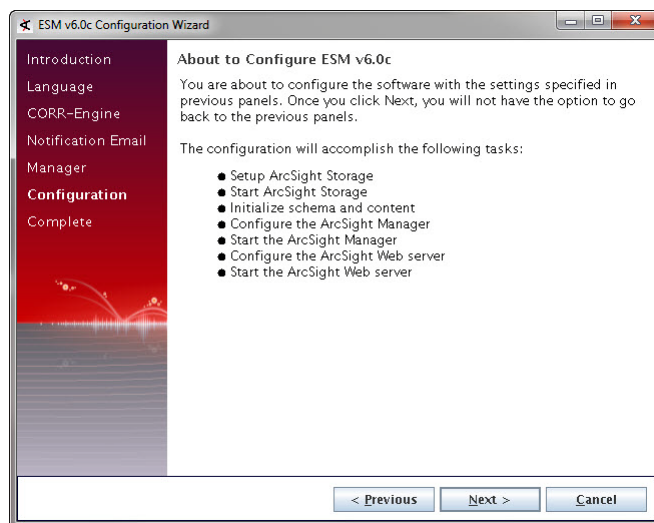 ESM v6.0c Configuration Wizard
Introduction
Language
CORR-Engine
Notification Email
Manager
Configuration
Complete
About to Configure ESM v6.0c
You are about to configure the software with the settings specified in
previous panels. Once you click Next, you will not have the option to go
back to the previous panels.
The configuration will accomplish the following tasks:
● Setup ArcSight Storage
● Start ArcSight Storage
● Initialize schema and content
● Configure the ArcSight Manager
● Start the ArcSight Manager
● Configure the ArcSight Web server
● Start the ArcSight Web server
< Previous
Next >
Cancel